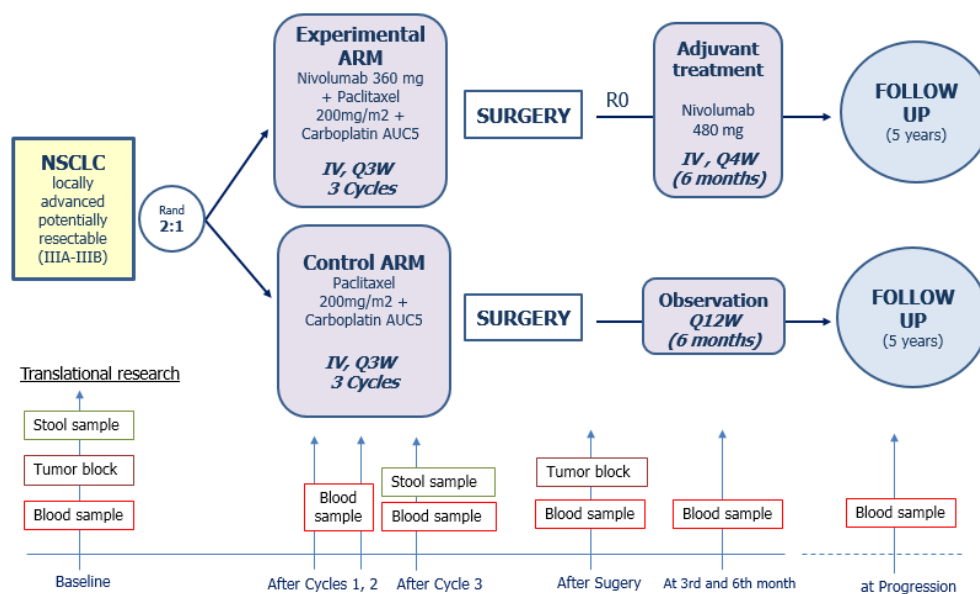 NSCLC
locally
advanced
potentially
resectable
(IIIA-IIIB)
Rand
2:1
Experimental
ARM
Nivolumab 360 mg
+ Paclitaxel
200mg/m2 +
Carboplatin AUC5
IV, Q3W
3 Cycles
SURGERY
R0
Adjuvant
treatment
Nivolumab
480 mg
IV , Q4W
(6 months)
FOLLOW
UP
(5 years)
Control ARM
Paclitaxel
200mg/m2 +
Carboplatin AUC5
IV, Q3W
3 Cycles
SURGERY
Observation
Q12W
(6 months)
FOLLOW
UP
(5 years)
Translational research
Stool sample
Tumor block
Blood sample
Blood
sample
Stool sample
Blood sample
Tumor block
Blood sample
Blood sample
Blood sample
Baseline
After Cycles 1, 2
After Cycle 3
After Sugery
At 3rd and 6th month
at Progression